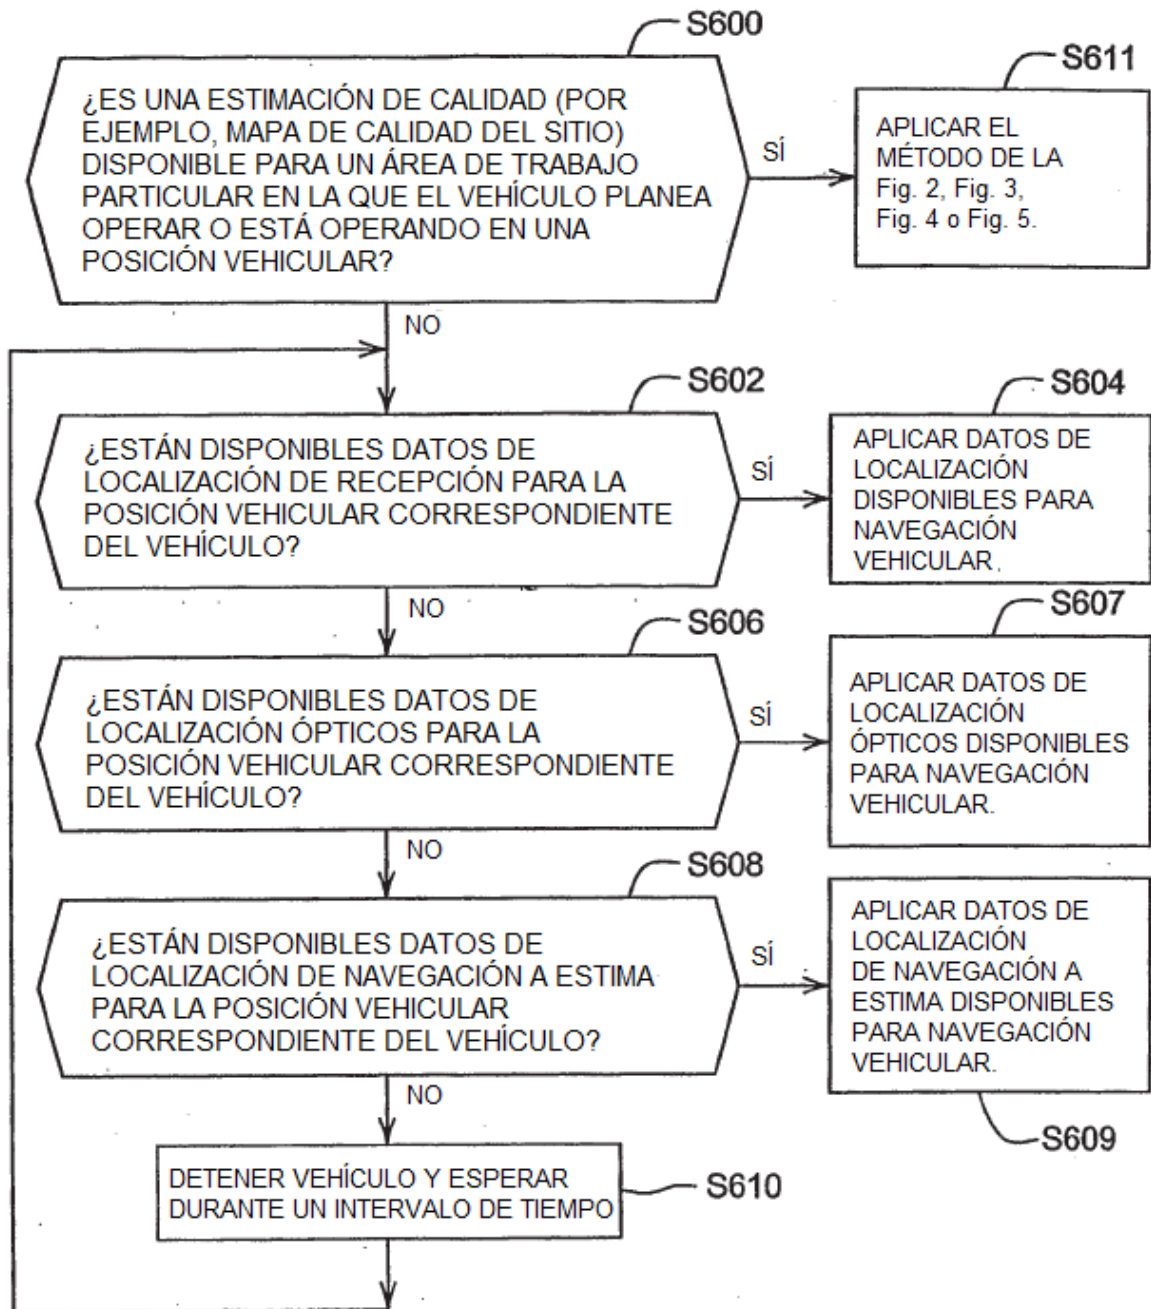 S600
¿ES UNA ESTIMACIÓN DE CALIDAD (POR
EJEMPLO, MAPA DE CALIDAD DEL SITIO)
DISPONIBLE PARA UN ÁREA DE TRABAJO
PARTICULAR EN LA QUE EL VEHÍCULO PLANEA
OPERAR O ESTÁ OPERANDO EN UNA
POSICIÓN VEHICULAR?
SÍ
S611
APLICAR EL
MÉTODO DE LA
Fig. 2, Fig. 3,
Fig. 4 o Fig. 5.
NO
S602
¿ESTÁN DISPONIBLES DATOS DE
LOCALIZACIÓN DE RECEPCIÓN PARA LA
POSICIÓN VEHICULAR CORRESPONDIENTE
DEL VEHÍCULO?
SÍ
S604
APLICAR DATOS DE
LOCALIZACIÓN
DISPONIBLES PARA
NAVEGACIÓN
VEHICULAR.
NO
S606
¿ESTÁN DISPONIBLES DATOS DE
LOCALIZACIÓN ÓPTICOS PARA LA
POSICIÓN VEHICULAR CORRESPONDIENTE
DEL VEHÍCULO?
SÍ
S607
APLICAR DATOS DE
LOCALIZACIÓN
ÓPTICOS DISPONIBLES
PARA NAVEGACIÓN
VEHICULAR.
NO
S608
¿ESTÁN DISPONIBLES DATOS DE
LOCALIZACIÓN DE NAVEGACIÓN A ESTIMA
PARA LA POSICIÓN VEHICULAR
CORRESPONDIENTE DEL VEHÍCULO?
SÍ
APLICAR DATOS DE
LOCALIZACIÓN
DE NAVEGACIÓN A
ESTIMA DISPONIBLES
PARA NAVEGACIÓN
VEHICULAR.
S609
NO
DETENER VEHÍCULO Y ESPERAR
DURANTE UN INTERVALO DE TIEMPO
S610